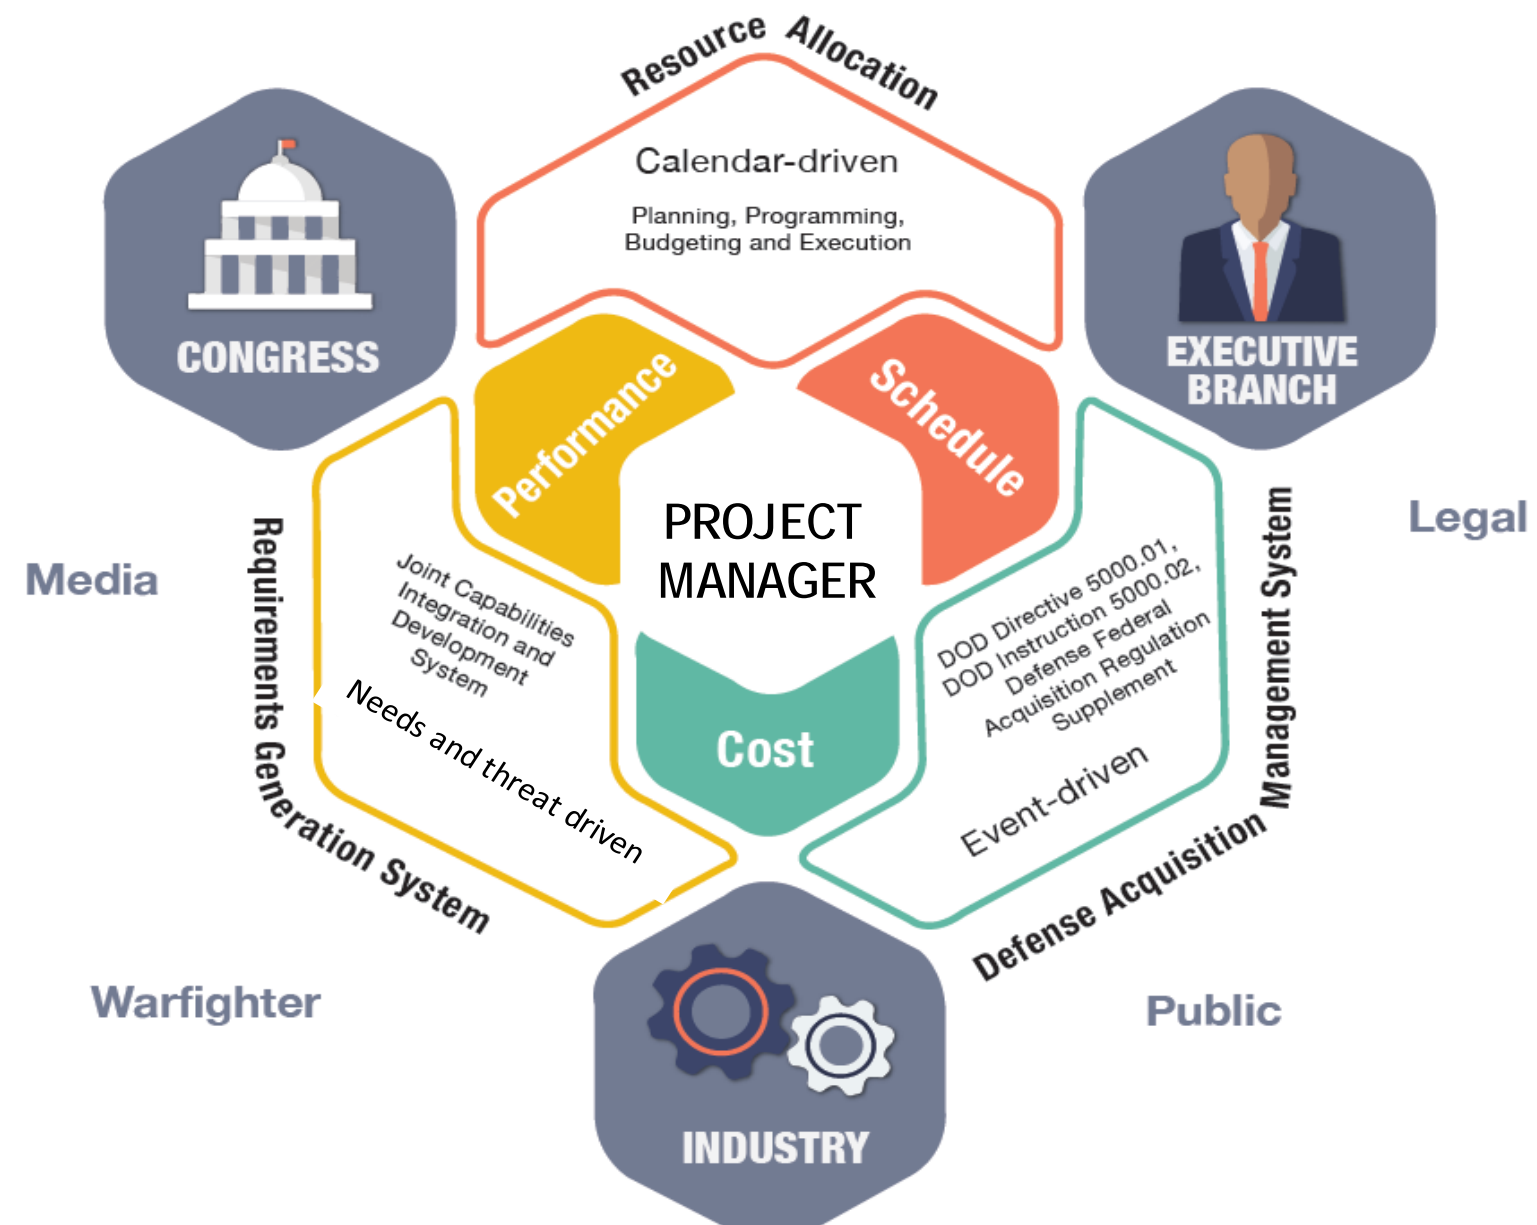 Resource Allocation
Calendar-driven
Planning, Programming,
Budgeting and Execution
CONGRESS
EXECUTIVE
BRANCH
Performance
Schedule
PROJECT
MANAGER
Cost
Requirements Generation System
Joint Capabilities
Integration and
Development
System
Needs and threat driven
DOD Directive 5000.01,
DOD Instruction 5000.02,
Defense Federal
Acquisition Regulation
Supplement
Event-driven
Defense Acquisition Management System
Media
Legal
Warfighter
Public
INDUSTRY